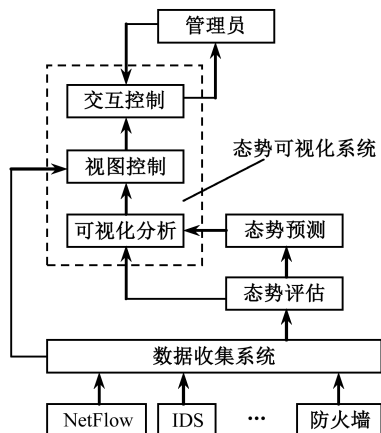 管理员
交互控制
视图控制
态势可视化系统
可视化分析
态势预测
态势评估
数据收集系统
NetFlow
IDS
···
防火墙